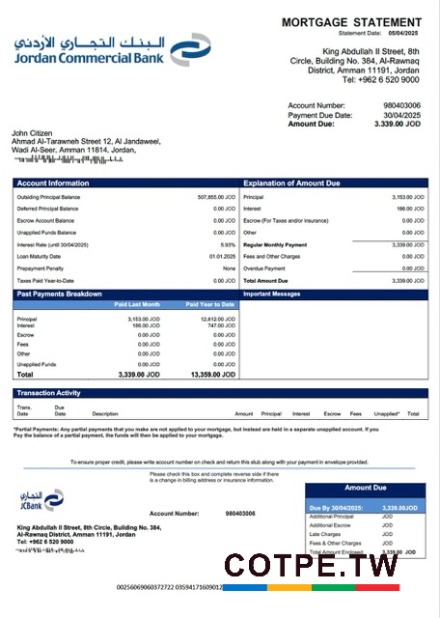 MORTGAGE STATEMENT
Statement Date: 05/04/2025
البنك التجاري الأردني
Jordan Commercial Bank
King Abdullah II Street, 8th
Circle, Building No. 384, Al-Rawnaq
District, Amman 11191, Jordan
Tel: +962 6 520 9000
Account Number: 980403006
Payment Due Date: 30/04/2025
Amount Due: 3.339.00 JOD
John Citizen
Ahmad Al-Tarawneh Street 12, Al Jandaweel,
Wadi Al-Seer, Amman 11814, Jordan,
Account Information
Outsiding Principal Balance 507,855.00 JOD
Deferred Principal Balance 0.00 JOD
Escrow Account Balance 0.00 JOD
Unapplied Funds Balance 0.00 JOD
Interest Rate (until 30/04/2025) 5.93%
Loan Maturity Date 01.01.2025
Prepayment Penalty None
Taxes Paid Year-to-Date 0.00 JOD
Explanation of Amount Due
Principal 3,153.00 JOD
Interest 186.00 JOD
Escrow (For Taxes and/or insurance) 0.00 JOD
Other 0.00 JOD
Regular Monthly Payment 3,339.00 JOD
Fees and Other Charges 0.00 JOD
Overdue Payment 0.00 JOD
Total Amount Due 3,339.00 JOD
Past Payments Breakdown
Paid Last Month Paid Year to Date
Principal 3,153.00 JOD 12,612.00 JOD
Interest 186.00 JOD 747.00 JOD
Escrow 0.00 JOD 0.00 JOD
Fees 0.00 JOD 0.00 JOD
Other 0.00 JOD 0.00 JOD
Unapplied Funds 0.00 JOD 0.00 JOD
Total 3,339.00 JOD 13,359.00 JOD
Important Messages
Transaction Activity
Trans. Date Due Date Description Amount Principal Interest Escrow Fees Unapplied* Total
*Partial Payments: Any partial payments that you make are not applied to your mortgage, but instead are held in a separate unapplied account. If you
Pay the balance of a partial payment, the funds will then be applied to your mortgage.
To ensure proper credit, please write account number on check and return this stub along with your payment in envelope provided.
Please check this box and complete reverse side if there
is a change in billing address or insurance information.
التجاري
JCBank
Account Number: 980403006
King Abdullah II Street, 8th Circle, Building No. 384,
Al-Rawnaq District, Amman 11191, Jordan
Tel: +962 6 520 9000
Amount Due
Due By 30/04/2025: 3,339.00JOD
Additional Principal JOD
Additional Escrow JOD
Late Charges JOD
Fees & Other Charges JOD
Total Amount Enclosed 3,339.00 JOD
COTPE.TW